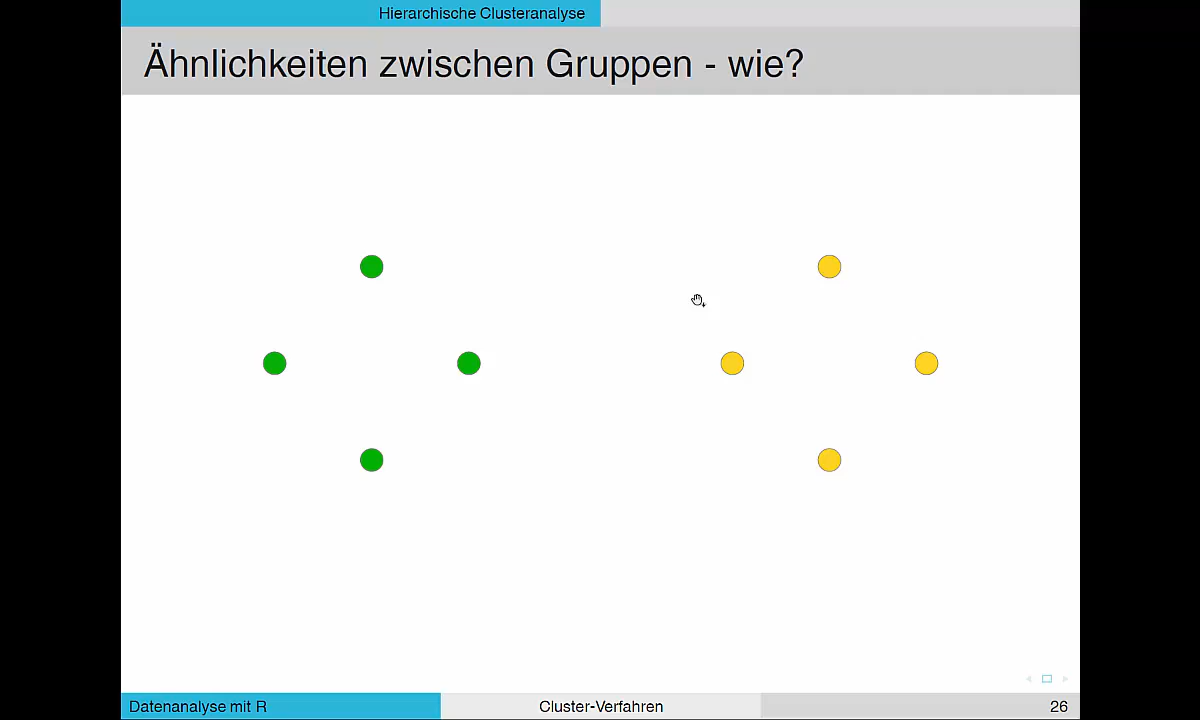 Hierarchische Clusteranalyse
Ähnlichkeiten zwischen Gruppen - wie?
Datenanalyse mit R
Cluster-Verfahren
26